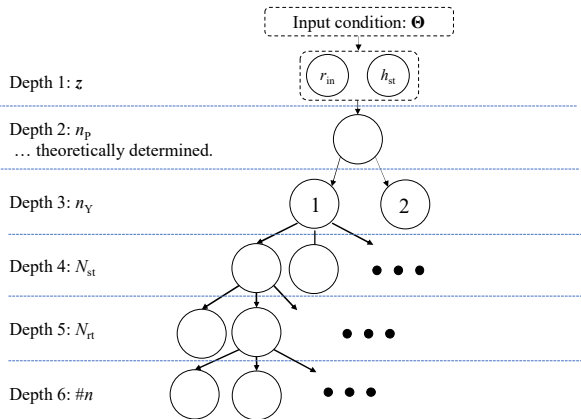 Input condition: Θ
r_in h_st
Depth 1: z
Depth 2: n_P
… theoretically determined.
Depth 3: n_Y
1 2
Depth 4: N_st
Depth 5: N_rt
Depth 6: #n